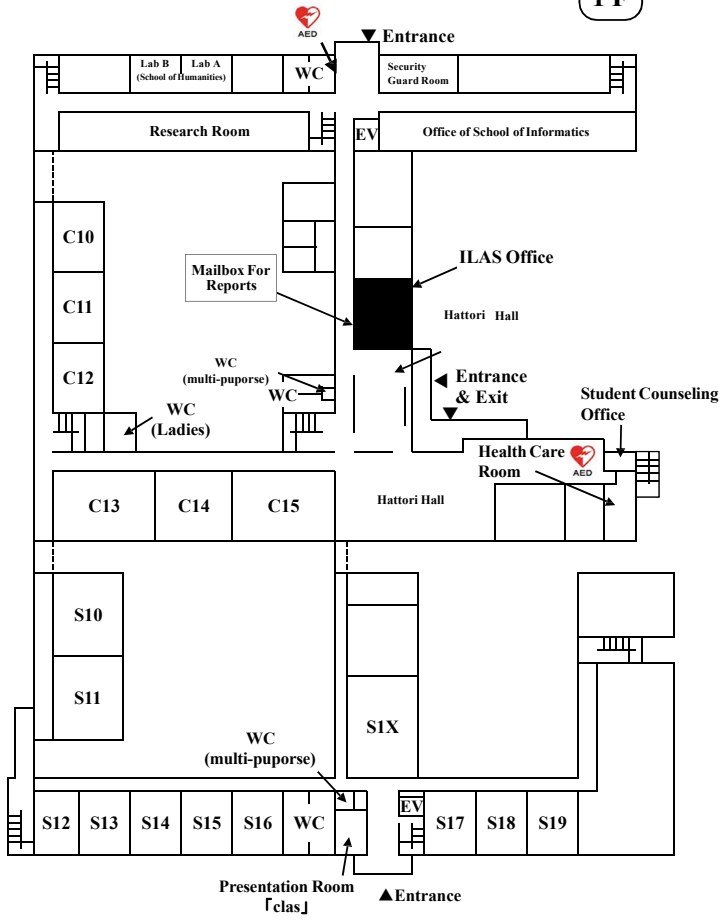 1 F
AED
Entrance
Lab B Lab A
(School of Humanities)
WC
Security
Guard Room
Research Room
EV
Office of School of Informatics
C10
ILAS Office
Mailbox For
Reports
C11
Hattori Hall
WC
(multi-puporse)
C12
WC
Entrance
& Exit
WC
(Ladies)
Student Counseling
Office
Health Care
Room
AED
C13
C14
C15
Hattori Hall
S10
S11
S1X
WC
(multi-puporse)
EV
S12
S13
S14
S15
S16
WC
S17
S18
S19
Presentation Room
「clas」
Entrance